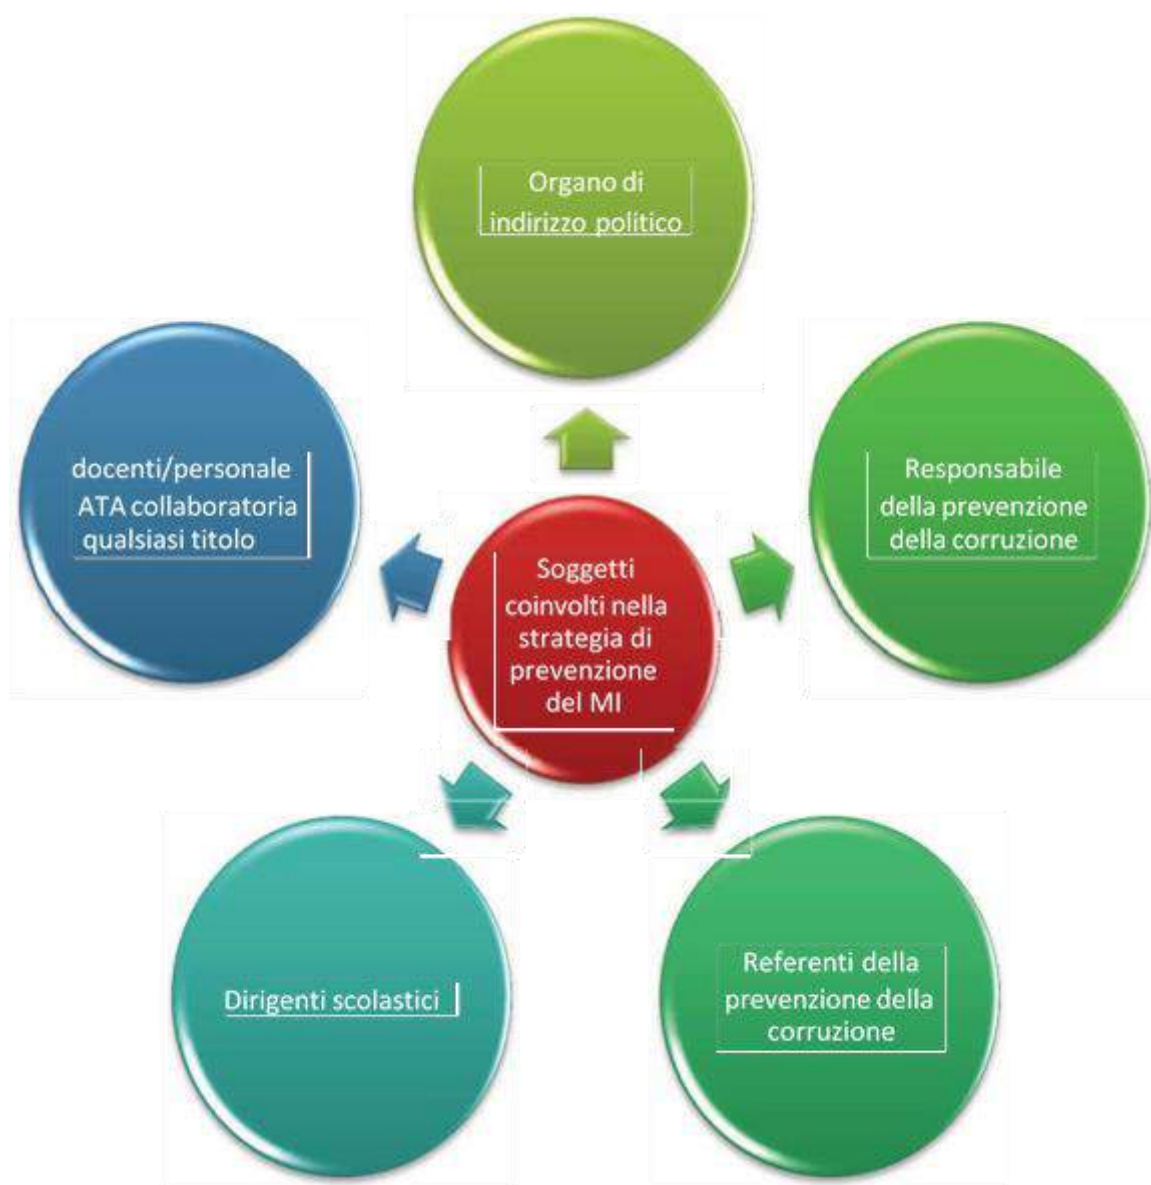 Organo di
indirizzo político
docenti/personale
ATA collaboratoria
qualsiasi titolo
Responsabile
della prevenzione
della corruzione
Soggetti
coinvolti nella
strategia di
prevenzione
del MI
Dirigenti scolastici
Referenti della
prevenzione della
corruzione